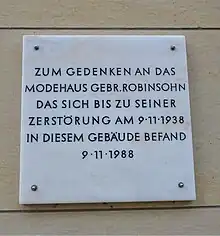 ZUM GEDENKEN AN DAS
MODEHAUS GEBR. ROBINSOHN
DAS SICH BIS ZU SEINER
ZERSTÖRUNG AM 9·11·1938
IN DIESEM GEBÄUDE BEFAND
9·11·1988